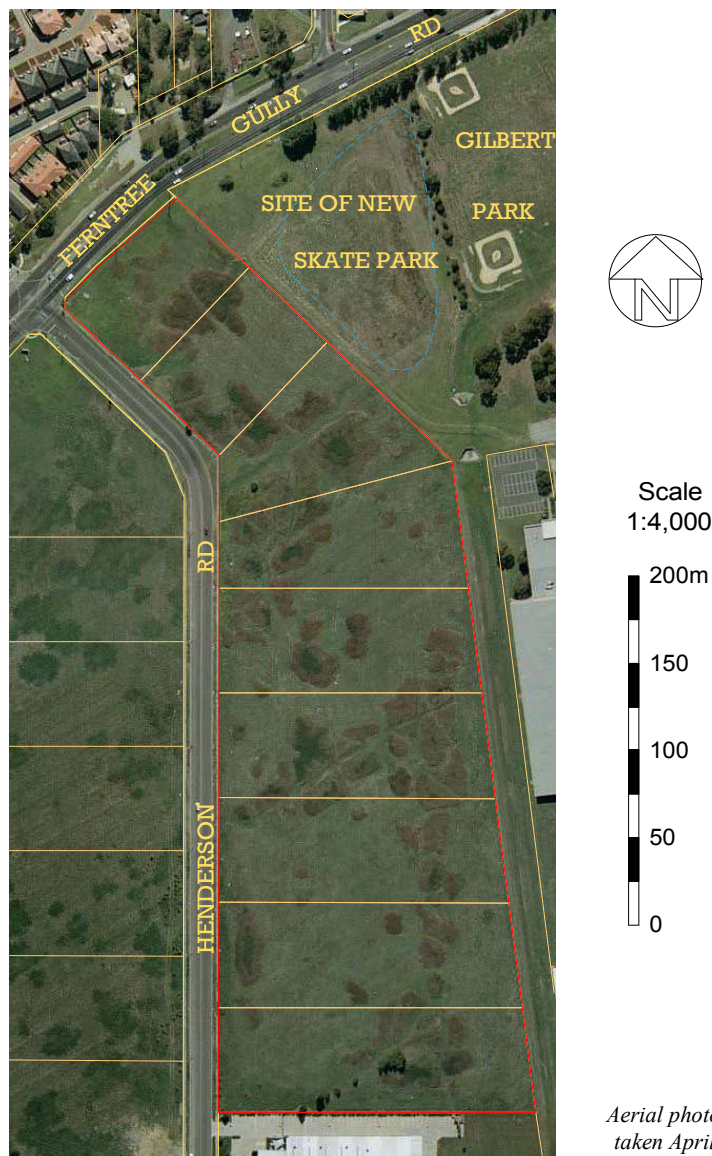 FERNTREE GULLY RD
GILBERT
PARK
SITE OF NEW
SKATE PARK
HENDERSON RD
N
Scale
1:4,000
200m
150
100
50
0
Aerial photo
taken April